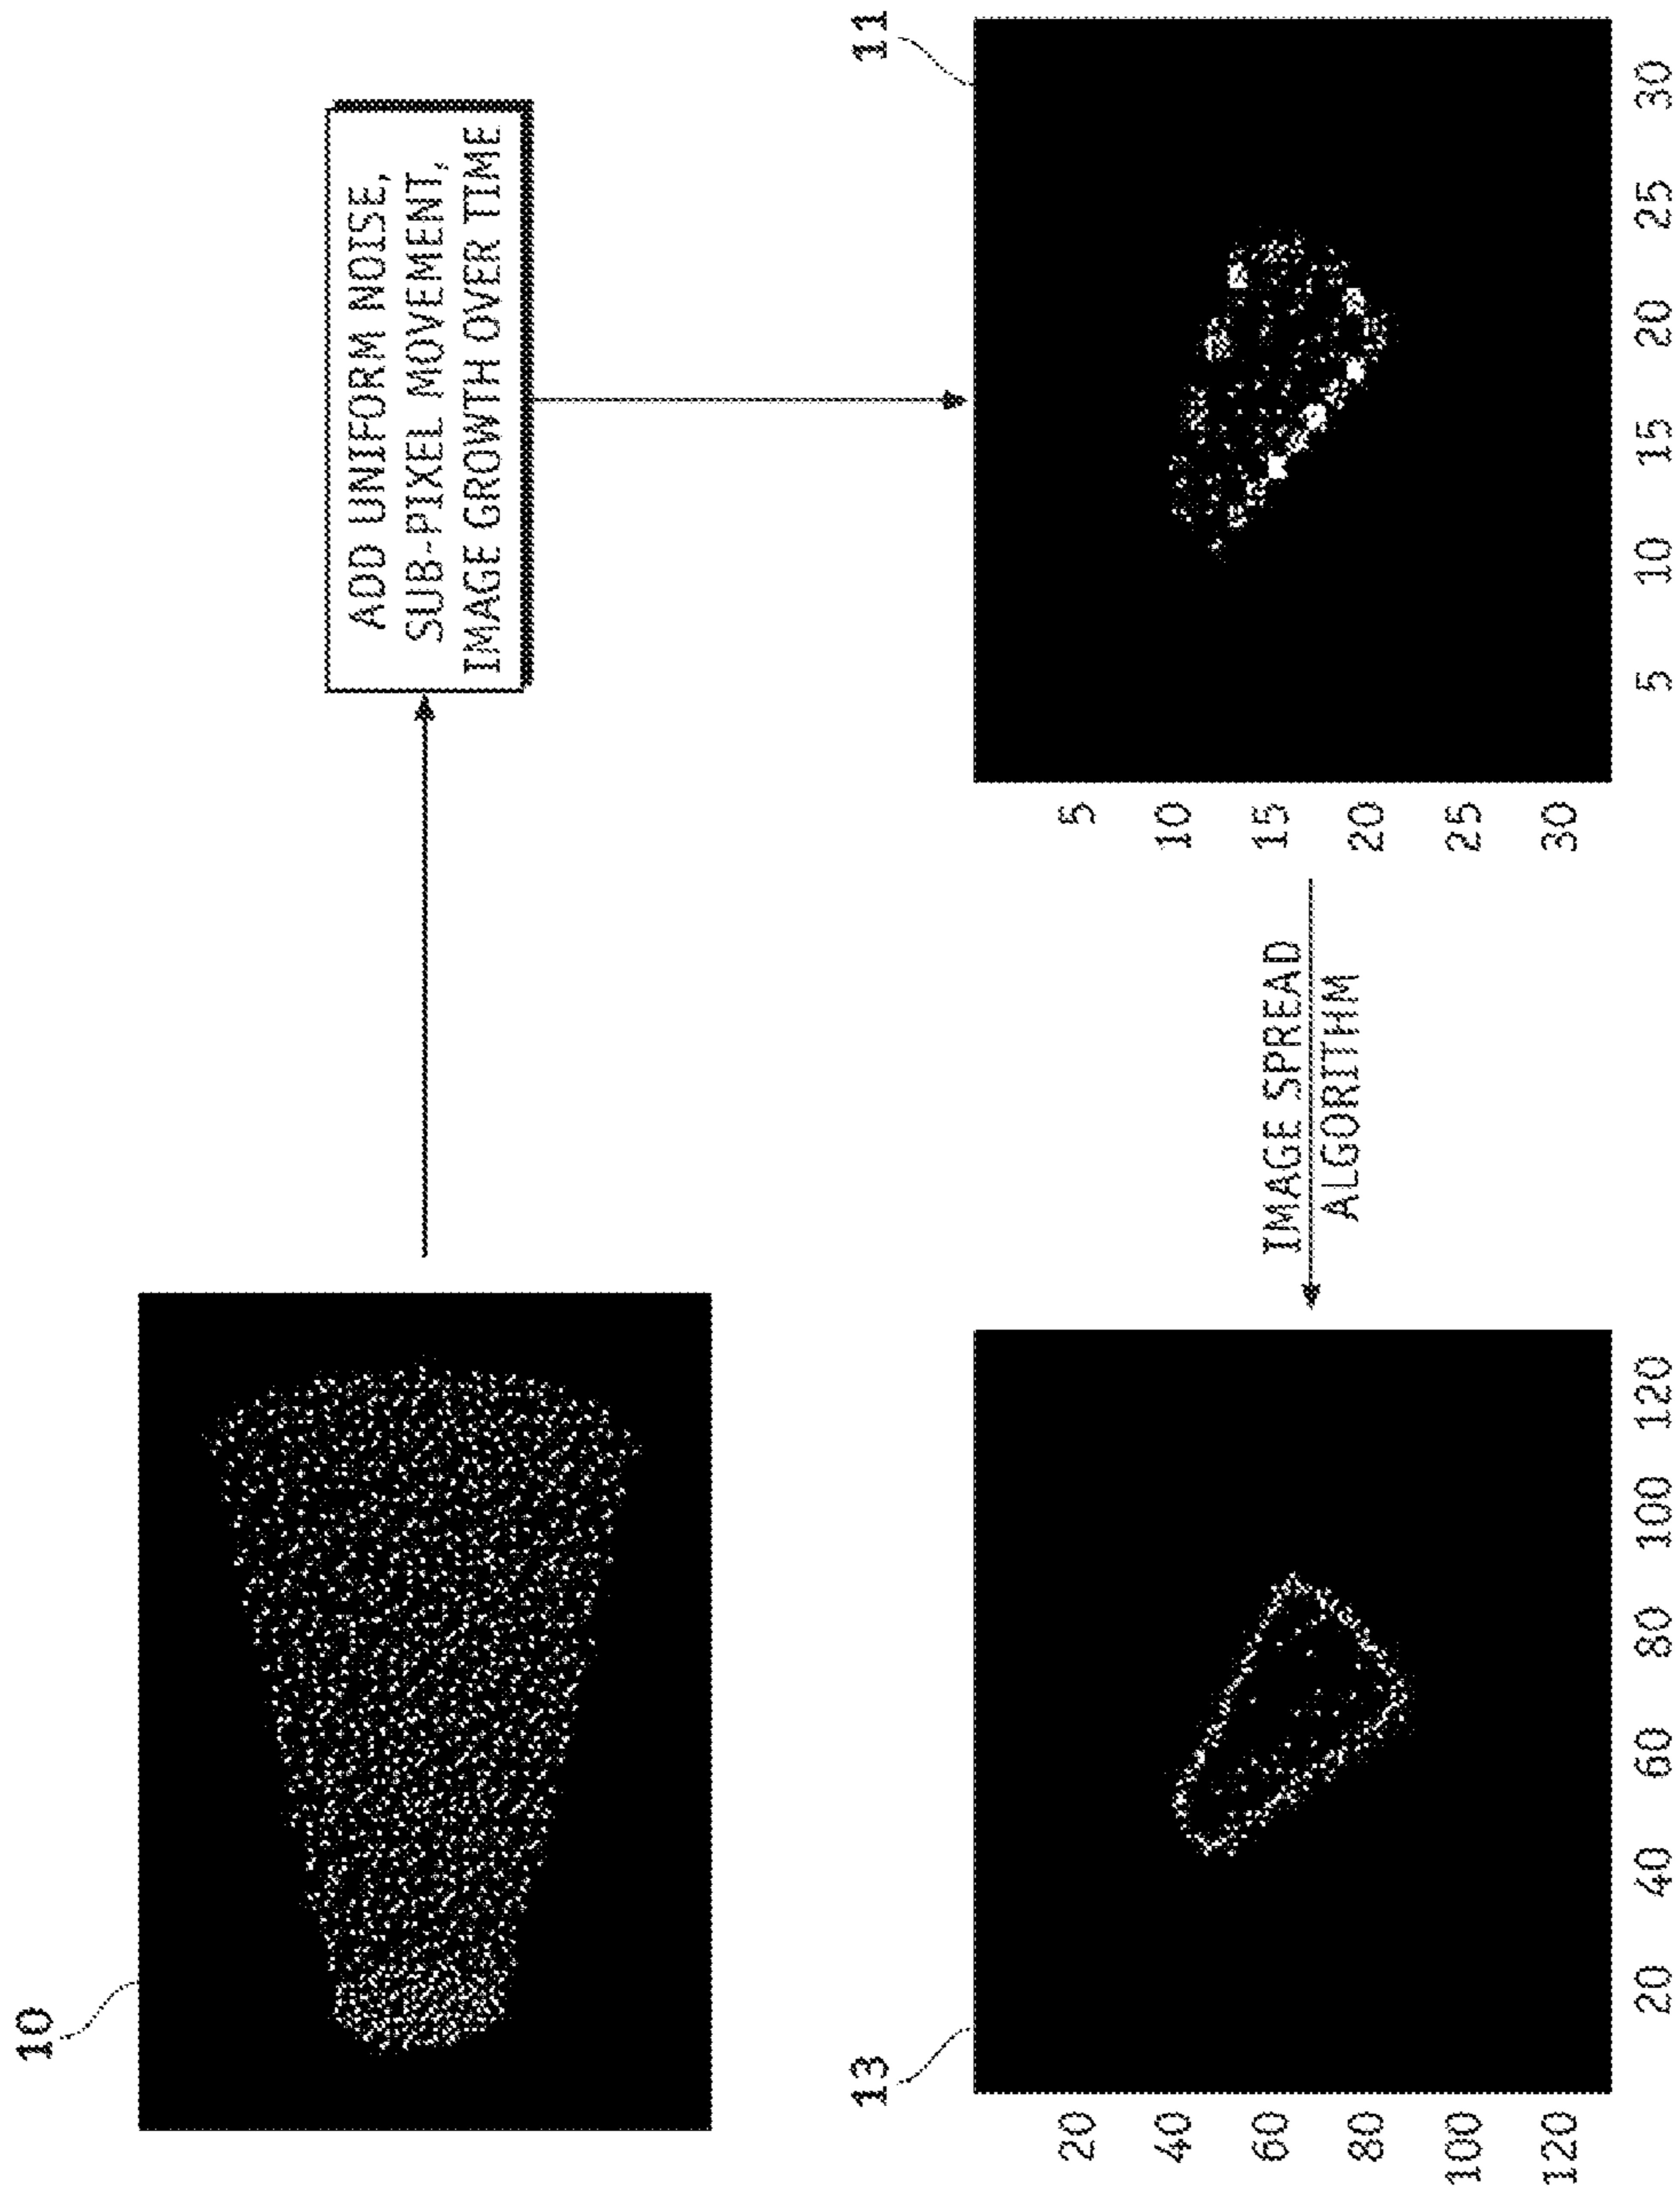 10
ADD UNIFORM NOISE,
SUB-PIXEL MOVEMENT,
IMAGE GROWTH OVER TIME
13
20
40
60
80
100
120
20 40 60 80 100 120
IMAGE SPREAD
ALGORITHM
11
5
10
15
20
25
30
5 10 15 20 25 30